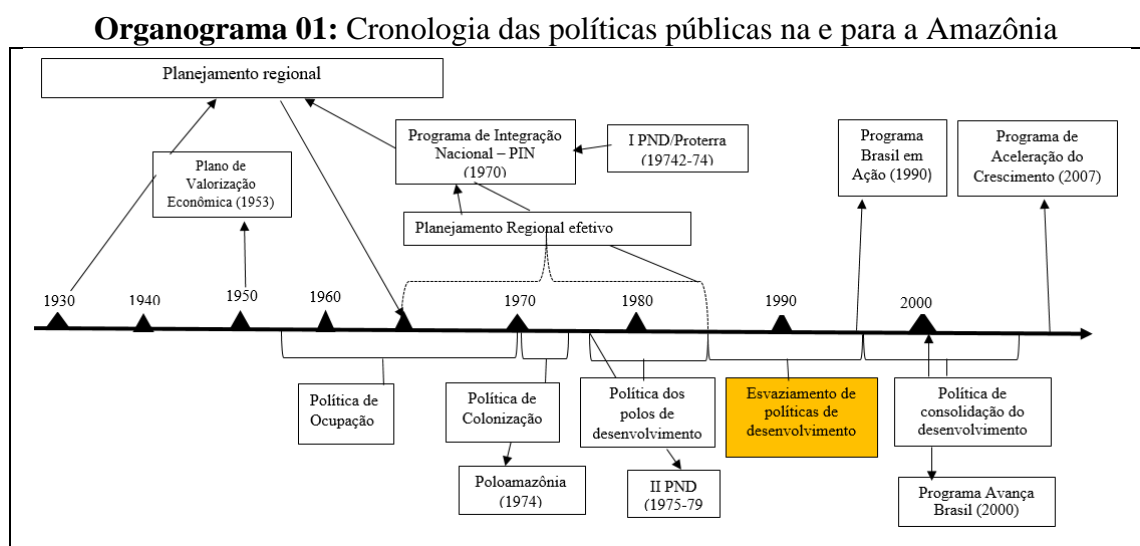 Organograma 01: Cronologia das políticas públicas na e para a Amazônia
Planejamento regional
Plano de
Valorização
Econômica (1953)
Programa de Integração
Nacional – PIN
(1970)
I PND/Proterra
(19742-74)
Programa
Brasil em
Ação (1990)
Programa de
Aceleração do
Crescimento (2007)
Planejamento Regional efetivo
1930
1940
1950
1960
1970
1980
1990
2000
Política de
Ocupação
Política de
Colonização
Política dos
polos de
desenvolvimento
Esvaziamento de
políticas de
desenvolvimento
Política de
consolidação do
desenvolvimento
Poloamazônia
(1974)
II PND
(1975-79
Programa Avança
Brasil (2000)